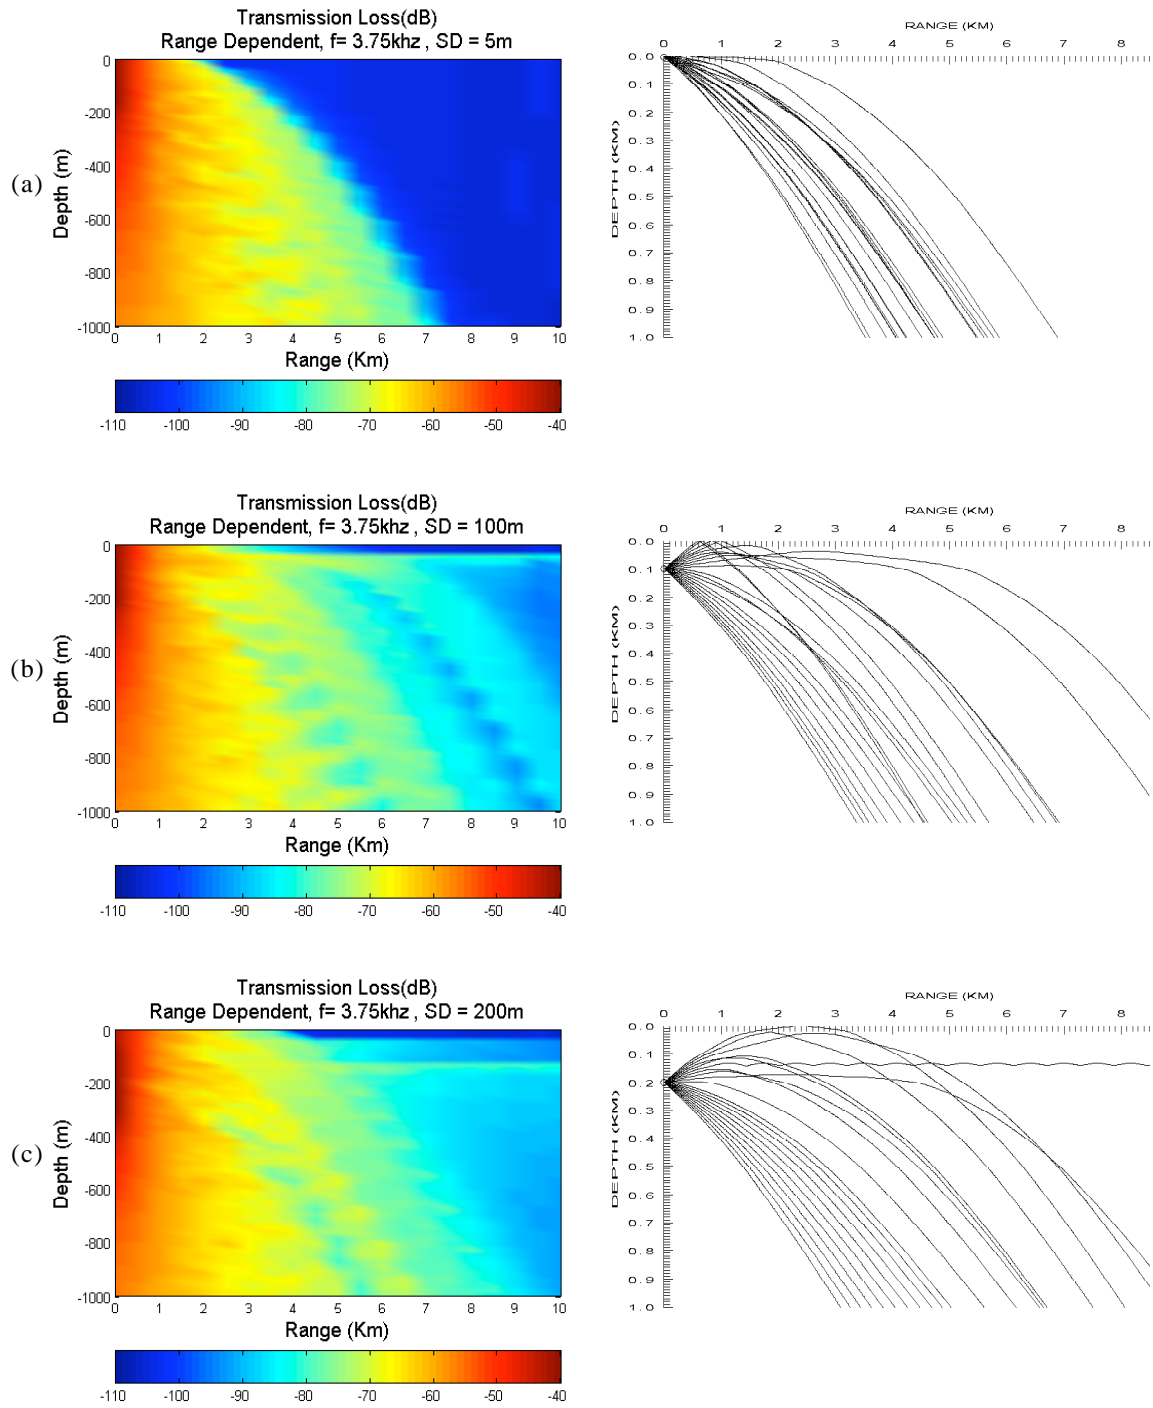 Transmission Loss(dB)
Range Dependent, f= 3.75khz , SD = 5m
0
-200
-400
-600
-800
-1000
Depth (m)
(a)
0 1 2 3 4 5 6 7 8 9 10
Range (Km)
-110 -100 -90 -80 -70 -60 -50 -40
RANGE (KM)
0 1 2 3 4 5 6 7 8
0.0
0.1
0.2
0.3
0.4
0.5
0.6
0.7
0.8
0.9
1.0
DEPTH (KM)
Transmission Loss(dB)
Range Dependent, f= 3.75khz , SD = 100m
0
-200
-400
-600
-800
-1000
Depth (m)
(b)
0 1 2 3 4 5 6 7 8 9 10
Range (Km)
-110 -100 -90 -80 -70 -60 -50 -40
RANGE (KM)
0 1 2 3 4 5 6 7 8
0.0
0.1
0.2
0.3
0.4
0.5
0.6
0.7
0.8
0.9
1.0
DEPTH (KM)
Transmission Loss(dB)
Range Dependent, f= 3.75khz , SD = 200m
0
-200
-400
-600
-800
-1000
Depth (m)
(c)
0 1 2 3 4 5 6 7 8 9 10
Range (Km)
-110 -100 -90 -80 -70 -60 -50 -40
RANGE (KM)
0 1 2 3 4 5 6 7 8
0.0
0.1
0.2
0.3
0.4
0.5
0.6
0.7
0.8
0.9
1.0
DEPTH (KM)